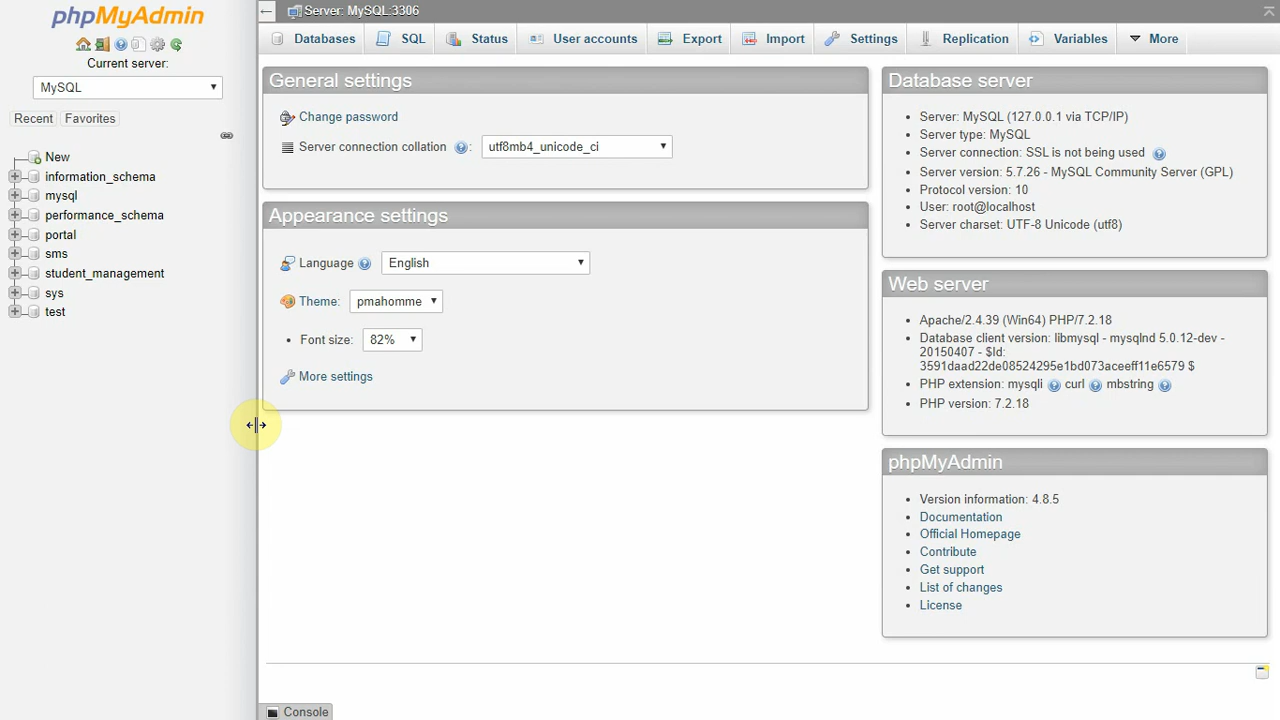 phpMyAdmin
Current server:
MySQL
Recent
Favorites
New
information_schema
mysql
performance_schema
portal
sms
student_management
sys
test
Server: MySQL:3306
Databases
SQL
Status
User accounts
Export
Import
Settings
Replication
Variables
More
General settings
Change password
Server connection collation
:
utf8mb4_unicode_ci
Appearance settings
Language
English
Theme:
pmahomme
Font size:
82%
More settings
Database server
Server: MySQL (127.0.0.1 via TCP/IP)
Server type: MySQL
Server connection: SSL is not being used
Server version: 5.7.26 - MySQL Community Server (GPL)
Protocol version: 10
User: root@localhost
Server charset: UTF-8 Unicode (utf8)
Web server
Apache/2.4.39 (Win64) PHP/7.2.18
Database client version: libmysql - mysqlnd 5.0.12-dev -
20150407 - $Id:
3591daad22de08524295e1bd073aceeff11e6579 $
PHP extension: mysqli curl mbstring
PHP version: 7.2.18
phpMyAdmin
Version information: 4.8.5
Documentation
Official Homepage
Contribute
Get support
List of changes
License
Console